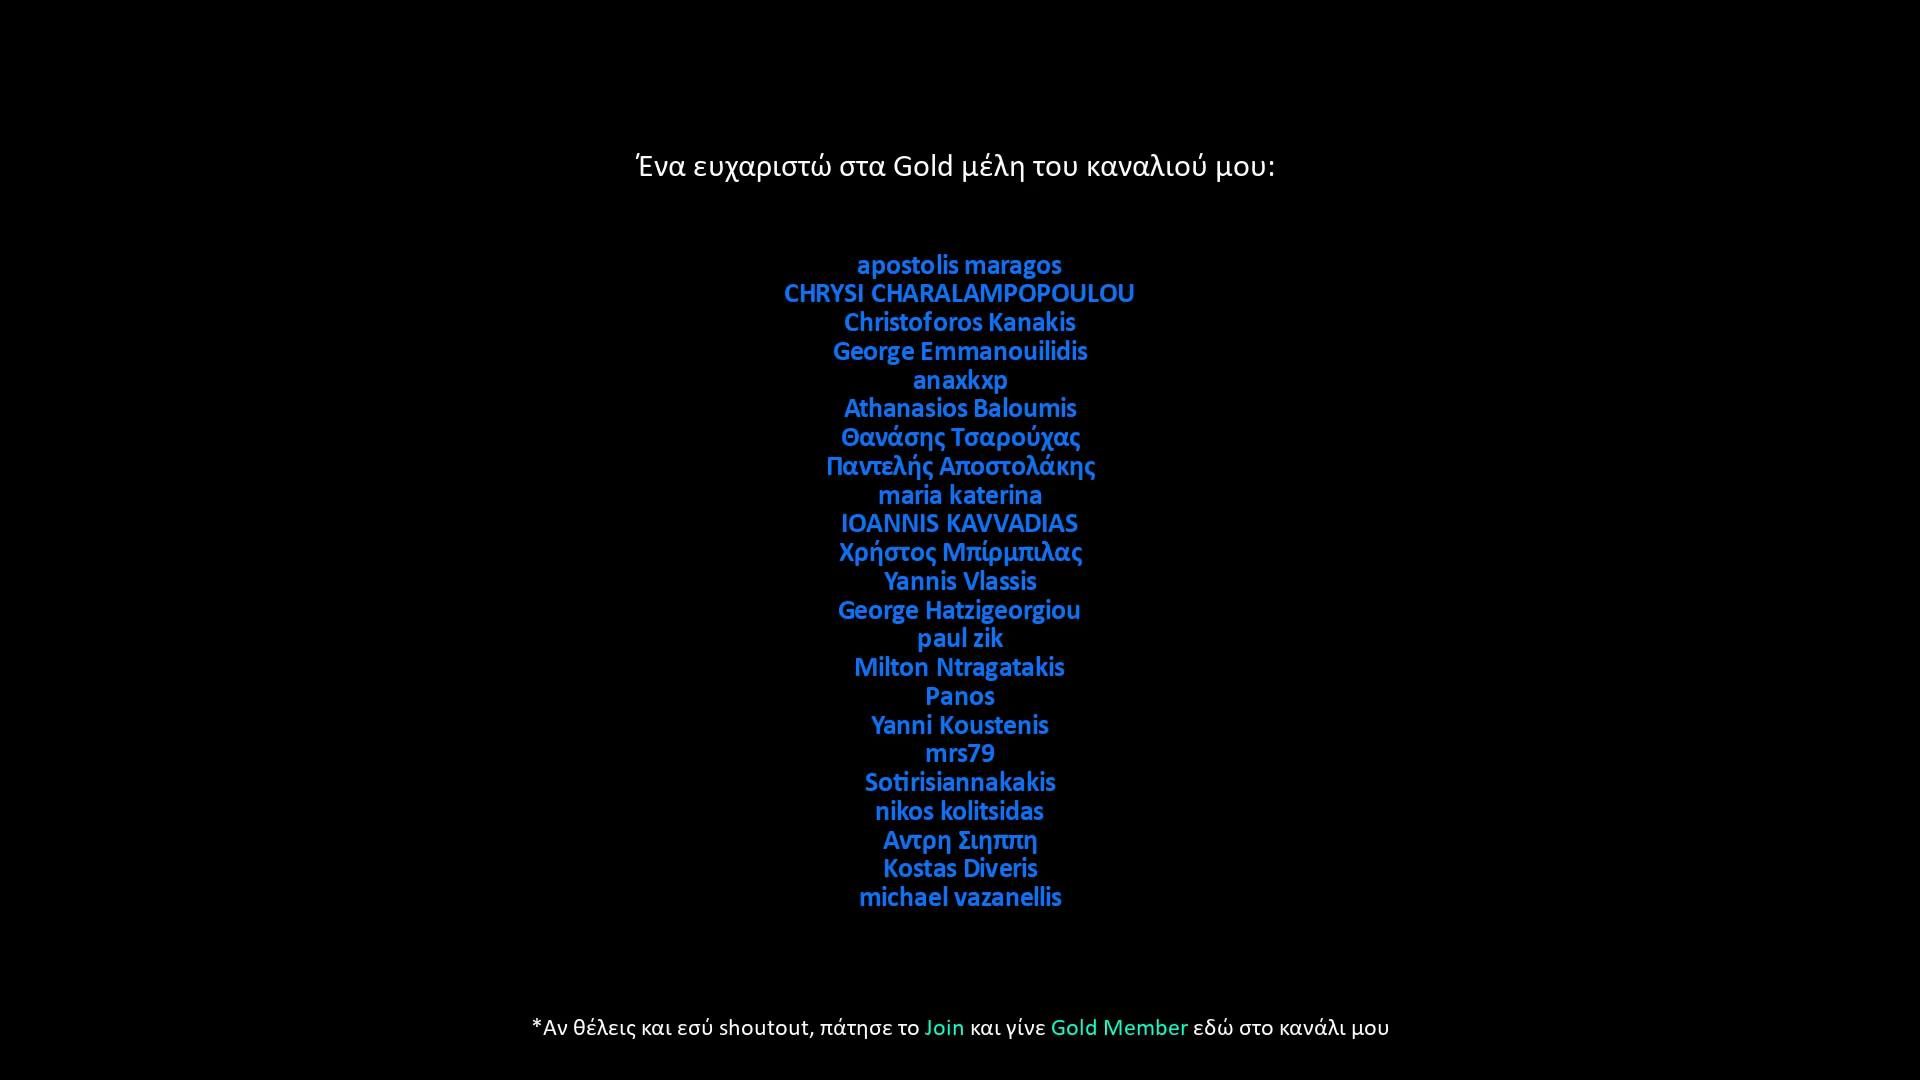 Ένα ευχαριστώ στα Gold μέλη του καναλιού μου:
apostolis maragos
CHRYSI CHARALAMPOPOULOU
Christoforos Kanakis
George Emmanouilidis
anaxkxp
Athanasios Baloumis
Θανάσης Τσαρούχας
Παντελής Αποστολάκης
maria katerina
IOANNIS KAVVADIAS
Χρήστος Μπίρμπιλας
Yannis Vlassis
George Hatzigeorgiou
paul zik
Milton Ntragatakis
Panos
Yanni Koustenis
mrs79
Sotirisiannakakis
nikos kolitsidas
Αντρη Σιηππη
Kostas Diveris
michael vazanellis
*Αν θέλεις και εσύ shoutout, πάτησε το Join και γίνε Gold Member εδώ στο κανάλι μου